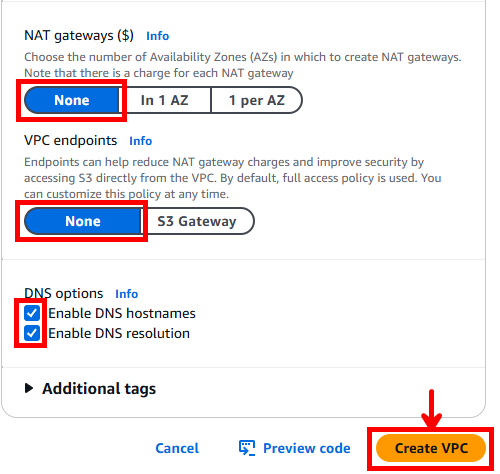 NAT gateways ($) Info
Choose the number of Availability Zones (AZs) in which to create NAT gateways.
Note that there is a charge for each NAT gateway
None In 1 AZ 1 per AZ
VPC endpoints Info
Endpoints can help reduce NAT gateway charges and improve security by
accessing S3 directly from the VPC. By default, full access policy is used. You
can customize this policy at any time.
None S3 Gateway
DNS options Info
Enable DNS hostnames
Enable DNS resolution
Additional tags
Cancel Preview code Create VPC